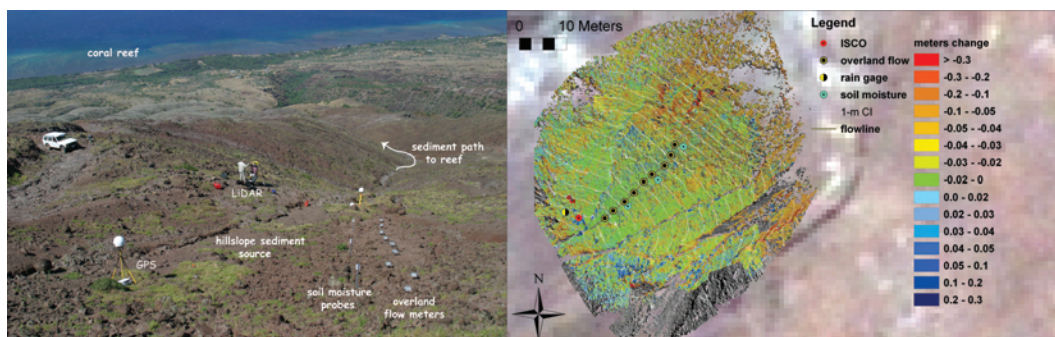 coral reef
sediment path
to reef
LiDAR
hillslope sediment
source
GPS
soil moisture
probes
overland
flow meters
0 10 Meters
Legend
ISCO
overland flow
rain gage
soil moisture
1-m CI
flowline
meters change
> -0.3
-0.3 - -0.2
-0.2 - -0.1
-0.1 - -0.05
-0.05 - -0.04
-0.04 - -0.03
-0.03 - -0.02
-0.02 - 0
0.0 - 0.02
0.02 - 0.03
0.03 - 0.04
0.04 - 0.05
0.05 - 0.1
0.1 - 0.2
0.2 - 0.3
N